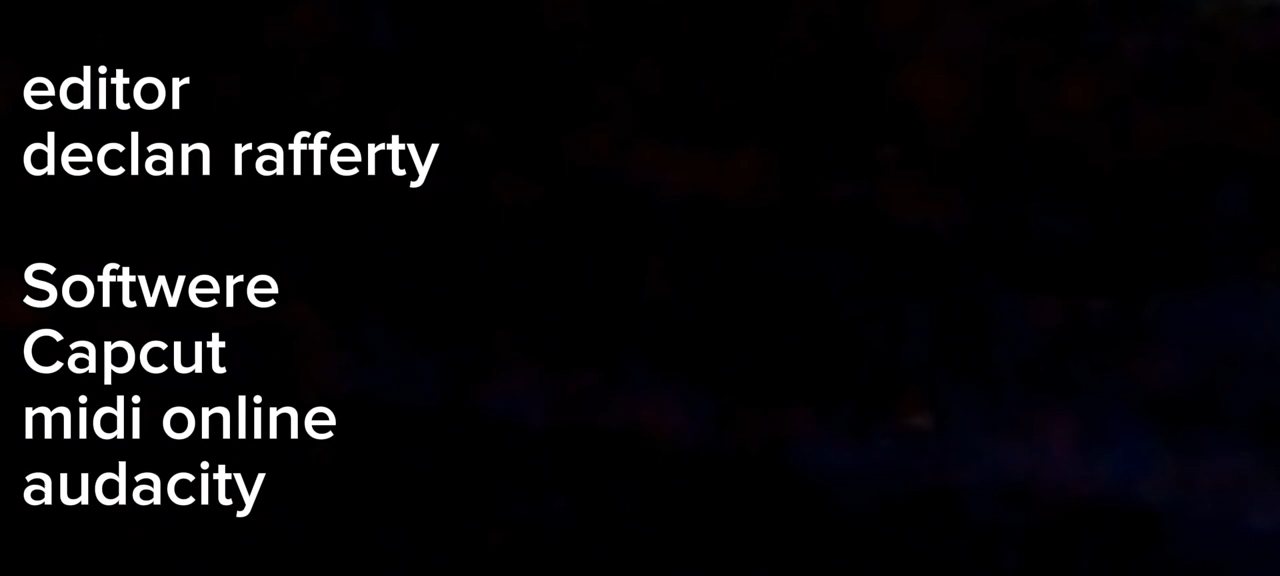 editor
declan rafferty
Softwere
Capcut
midi online
audacity